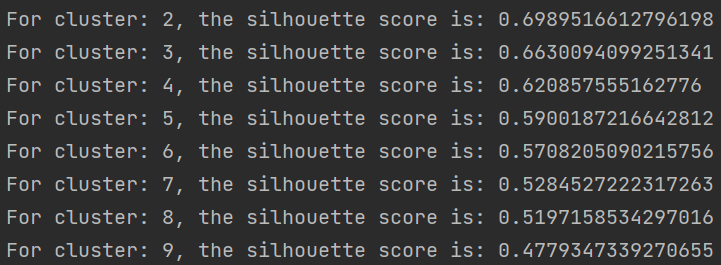 For cluster: 2, the silhouette score is: 0.6989516612796198
For cluster: 3, the silhouette score is: 0.6630094099251341
For cluster: 4, the silhouette score is: 0.620857555162776
For cluster: 5, the silhouette score is: 0.5900187216642812
For cluster: 6, the silhouette score is: 0.5708205090215756
For cluster: 7, the silhouette score is: 0.5284527222317263
For cluster: 8, the silhouette score is: 0.5197158534297016
For cluster: 9, the silhouette score is: 0.4779347339270655